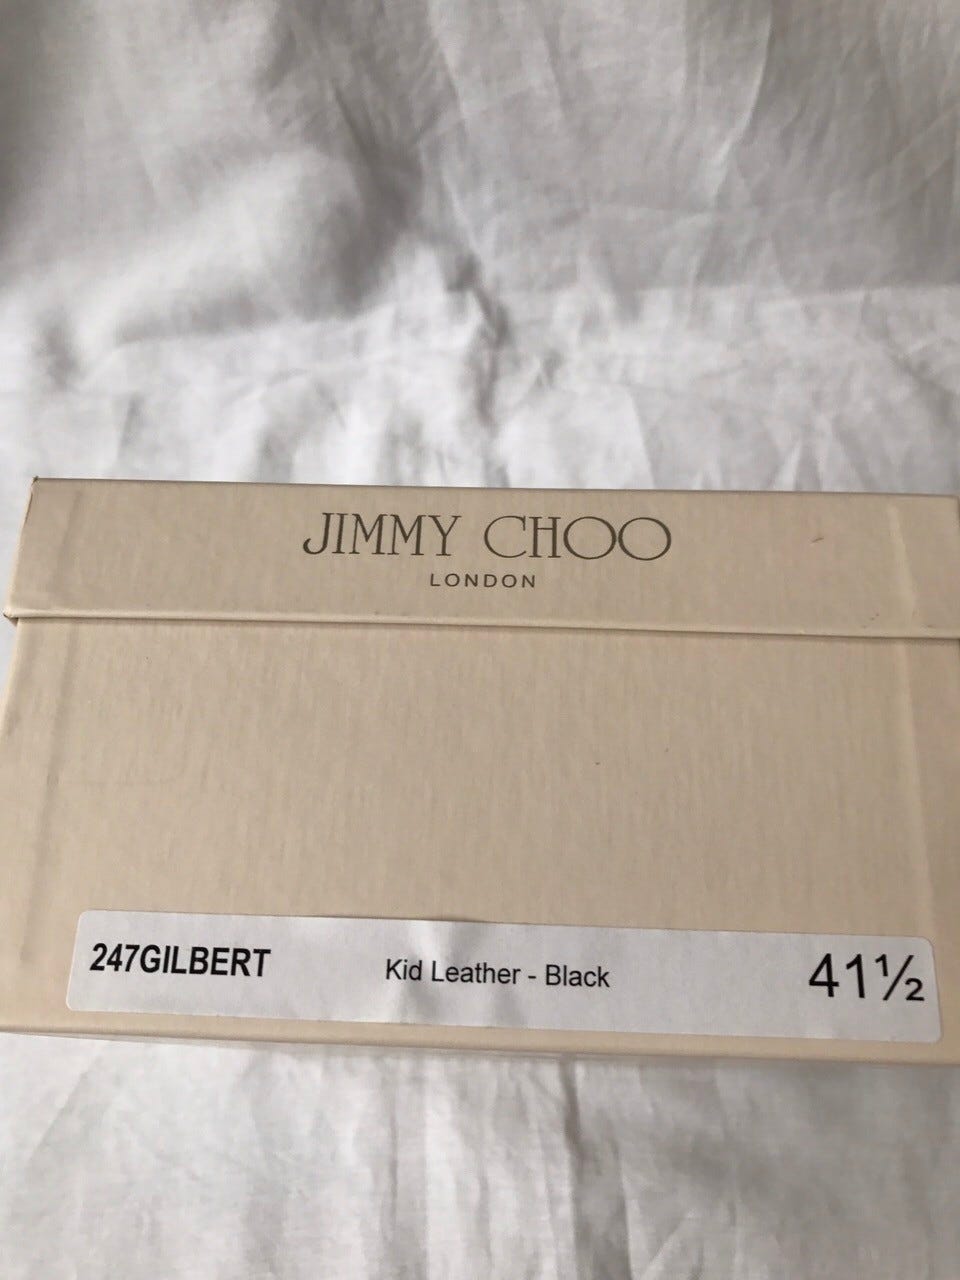 JIMMY CHOO
LONDON
247GILBERT Kid Leather - Black 41½